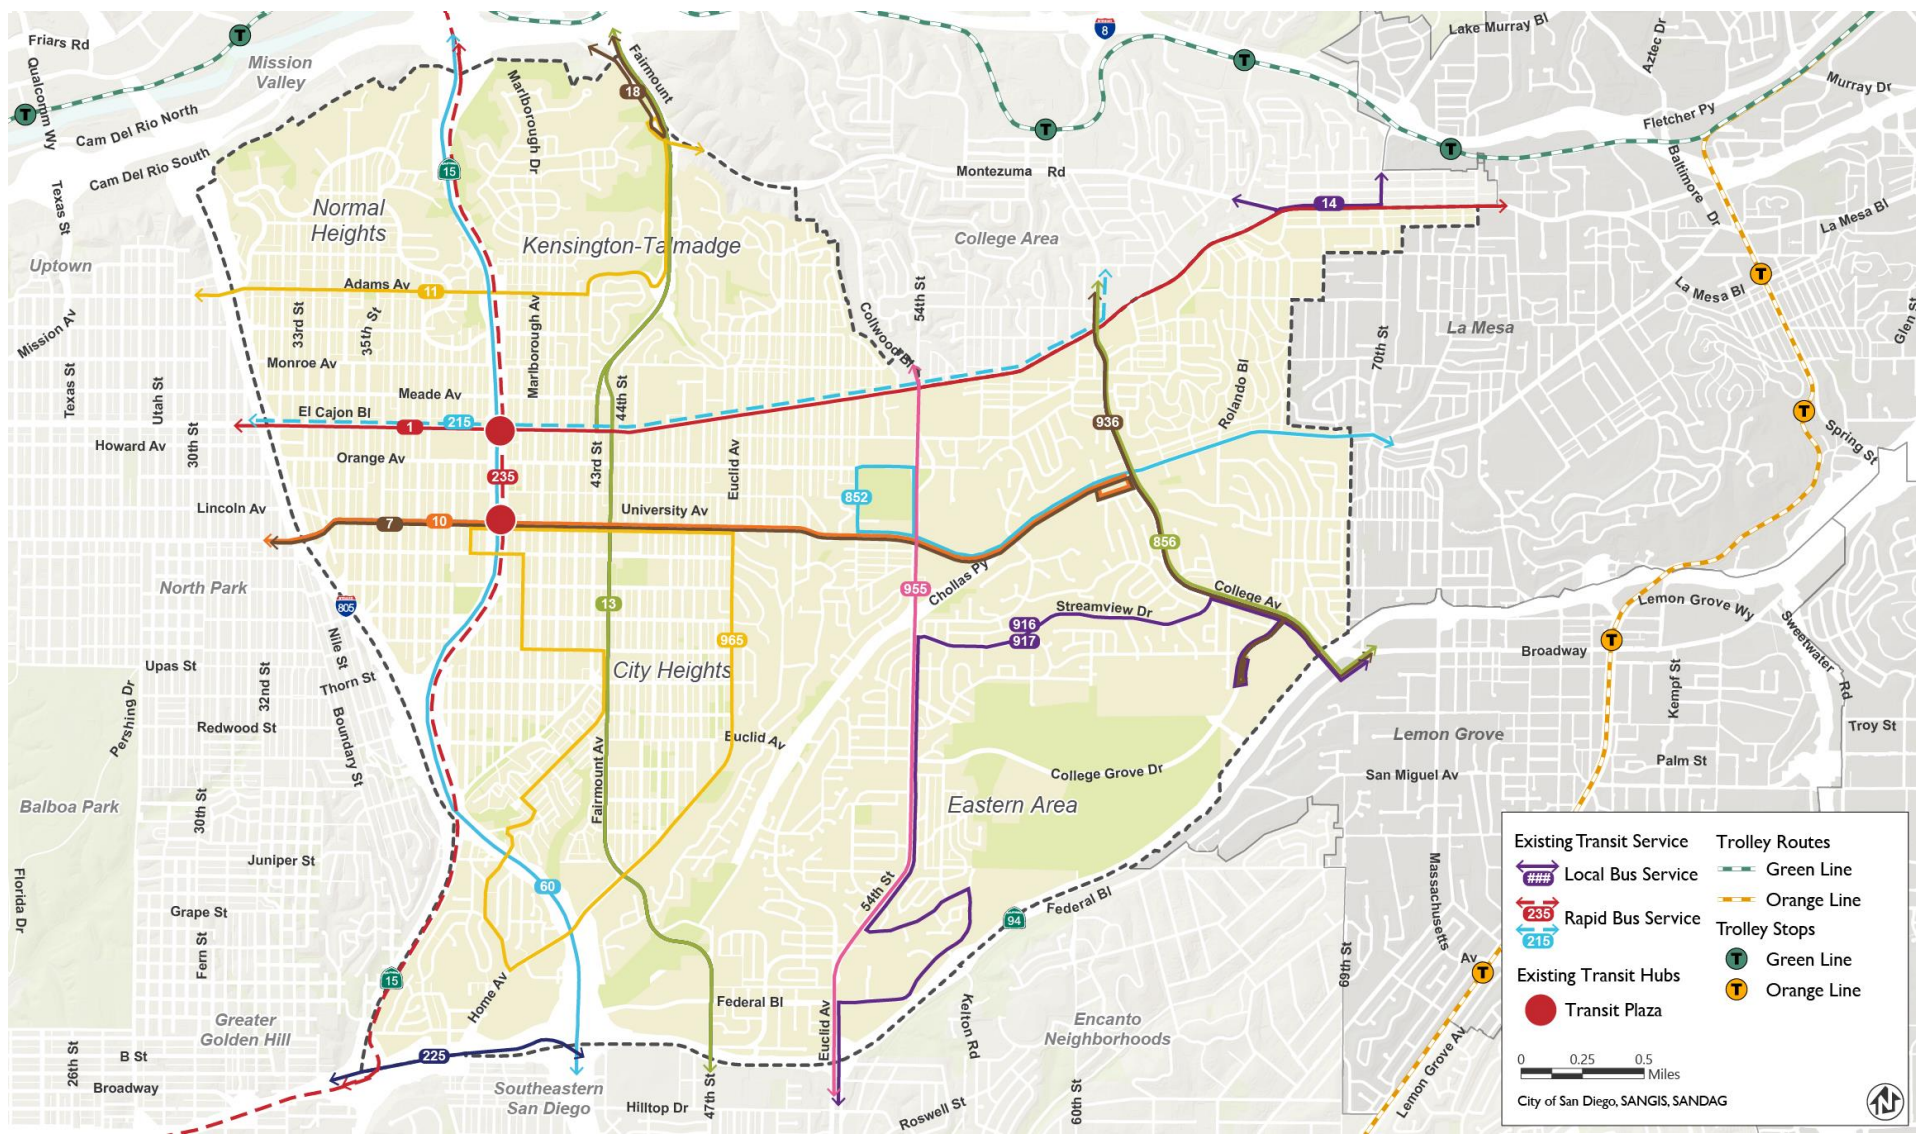 Friars Rd
Mission
Valley
Qualcomm Wy
Cam Del Rio North
Cam Del Rio South
Texas St
Uptown
Mission Av
Texas St
Utah St
30th St
Howard Av
Lincoln Av
Normal
Heights
Marlborough Dr
Fairmount
18
15
Kensington-Talmadge
Adams Av
11
33rd St
35th St
Marlborough Av
Monroe Av
Meade Av
El Cajon Bl
1
215
44th St
43rd St
Orange Av
235
Euclid Av
University Av
7
10
8
Lake Murray Bl
Aztec Dr
Murray Dr
Fletcher Py
Baltimore Dr
La Mesa Bl
La Mesa Bl
Glen St
Montezuma Rd
14
College Area
54th St
Collwood Bl
La Mesa
70th St
Rolando Bl
Spring St
936
852
856
955
Chollas Py
College Av
Streamview Dr
916
917
North Park
805
Nile St
Upas St
32nd St
Thorn St
Pershing Dr
Redwood St
Boundary St
Balboa Park
30th St
Juniper St
Florida Dr
Grape St
Fern St
15
Greater
Golden Hill
26th St
B St
Broadway
13
965
City Heights
Euclid Av
Fairmount Av
60
Home Av
225
Southeastern
San Diego
Hilltop Dr
47th St
Federal Bl
54th St
Euclid Av
Roswell St
Kelton Rd
60th St
Encanto
Neighborhoods
College Grove Dr
Eastern Area
94
Federal Bl
69th St
Lemon Grove Wy
Sweetwater Rd
Broadway
Kempf St
Troy St
Lemon Grove
San Miguel Av
Palm St
Massachusetts Av
Lemon Grove Av
Existing Transit Service
### Local Bus Service
235 Rapid Bus Service
215
Existing Transit Hubs
Transit Plaza
Trolley Routes
Green Line
Orange Line
Trolley Stops
T Green Line
T Orange Line
0 0.25 0.5
Miles
City of San Diego, SANGIS, SANDAG
N